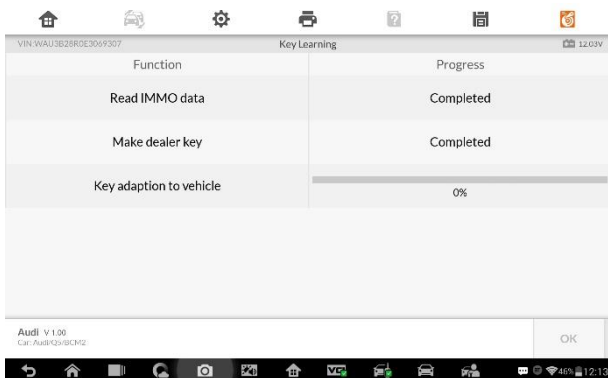 VIN:WAU3B28R0E3069307 Key Learning 12.03V
Function Progress
Read IMMO data Completed
Make dealer key Completed
Key adaption to vehicle
0%
Audi V 1.00
Car: Audi/Q5/BCM2
OK
46% 12:13